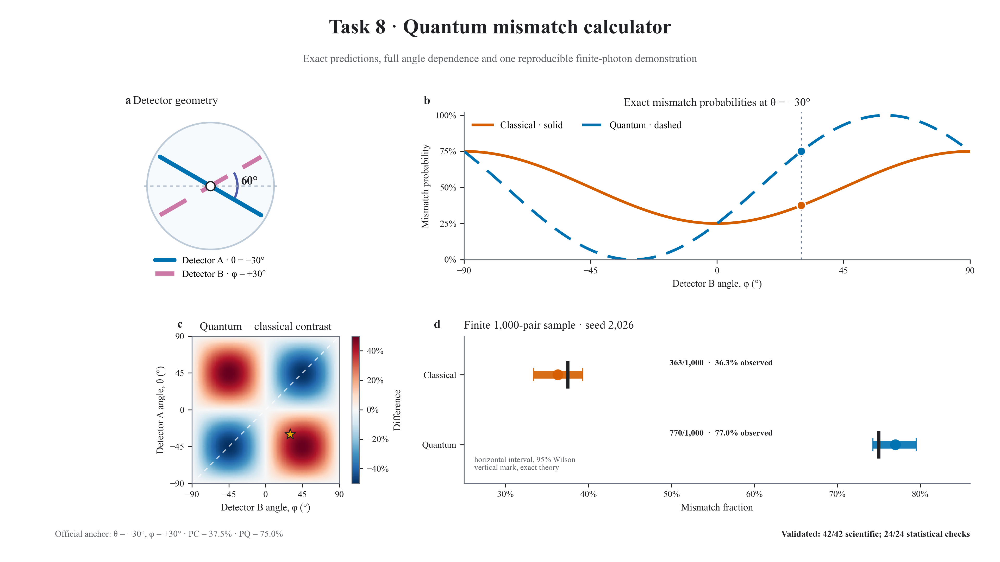 Task 8 · Quantum mismatch calculator
Exact predictions, full angle dependence and one reproducible finite-photon demonstration
a Detector geometry
60°
Detector A · θ = −30°
Detector B · φ = +30°
b
Exact mismatch probabilities at θ = −30°
Classical · solid
Quantum · dashed
Mismatch probability
100%
75%
50%
25%
0%
−90
−45
0
45
90
Detector B angle, φ (°)
c
Quantum − classical contrast
Detector A angle, θ (°)
90
45
0
−45
−90
−90
−45
0
45
90
Detector B angle, φ (°)
40%
20%
0%
−20%
−40%
Difference
d
Finite 1,000-pair sample · seed 2,026
Classical
363/1,000 · 36.3% observed
Quantum
770/1,000 · 77.0% observed
horizontal interval, 95% Wilson
vertical mark, exact theory
30%
40%
50%
60%
70%
80%
Mismatch fraction
Official anchor: θ = −30°, φ = +30° · PC = 37.5% · PQ = 75.0%
Validated: 42/42 scientific; 24/24 statistical checks